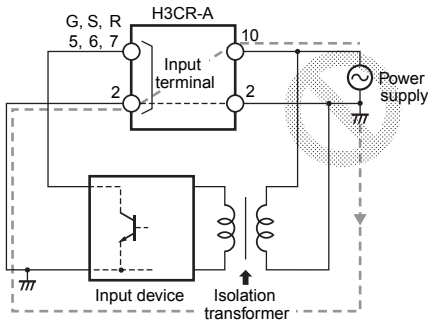 H3CR-A
G, S, R
5, 6, 7
10
Input
terminal
2
2
Power
supply
Input device
Isolation
transformer